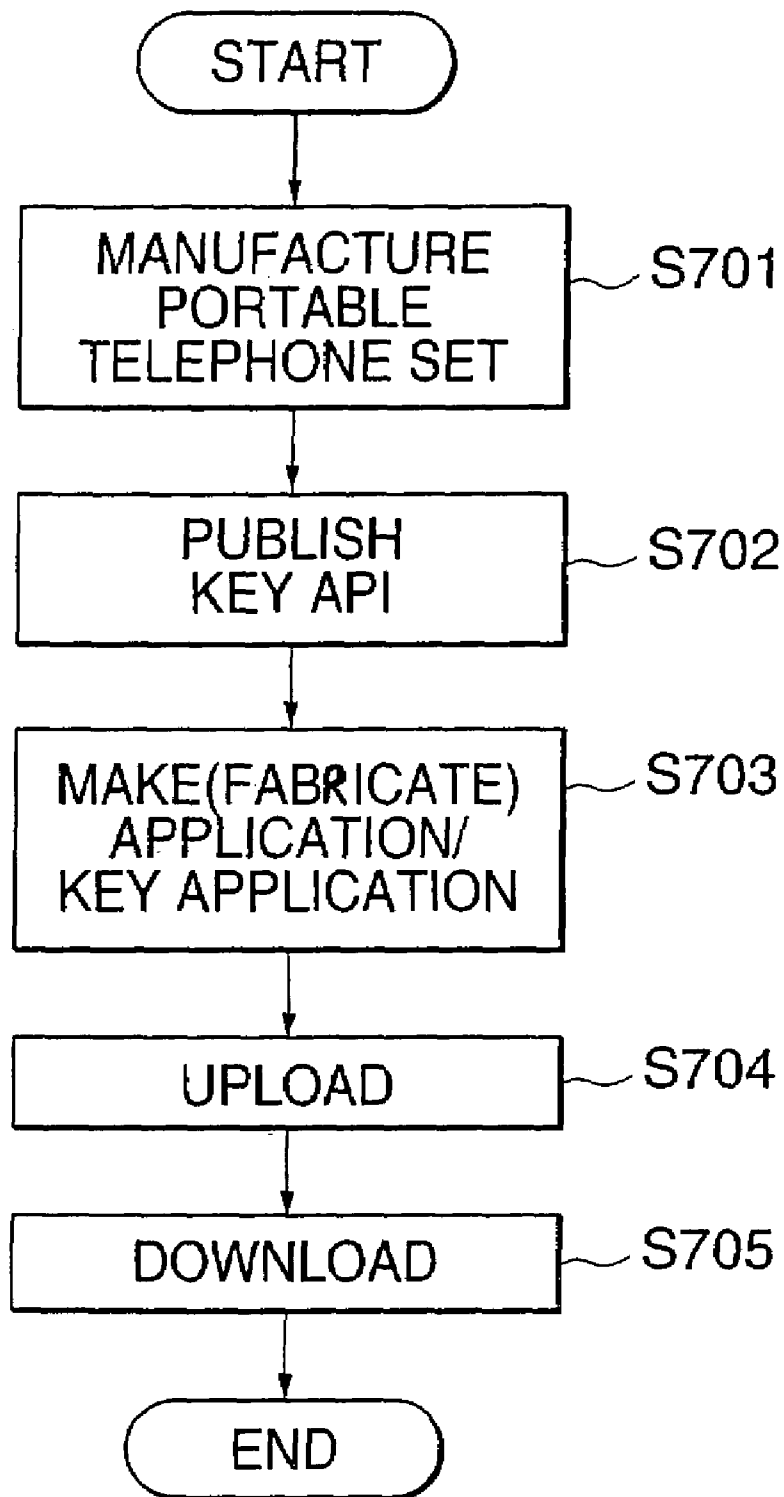 START
MANUFACTURE
PORTABLE
TELEPHONE SET
S701
PUBLISH
KEY API
S702
MAKE(FABRICATE)
APPLICATION/
KEY APPLICATION
S703
UPLOAD
S704
DOWNLOAD
S705
END